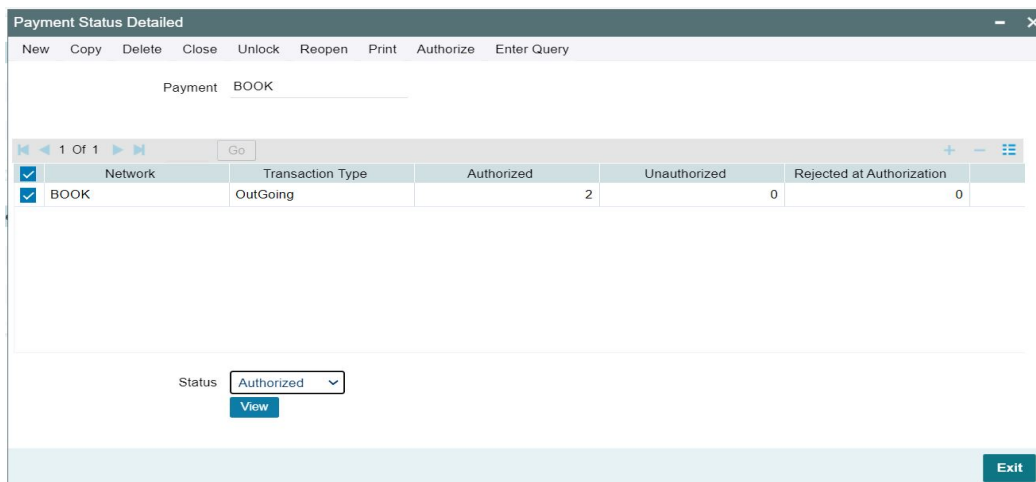 Payment Status Detailed
New Copy Delete Close Unlock Reopen Print Authorize Enter Query
Payment BOOK
1 Of 1 Go
Network Transaction Type Authorized Unauthorized Rejected at Authorization
BOOK OutGoing 2 0 0
Status Authorized
View
Exit